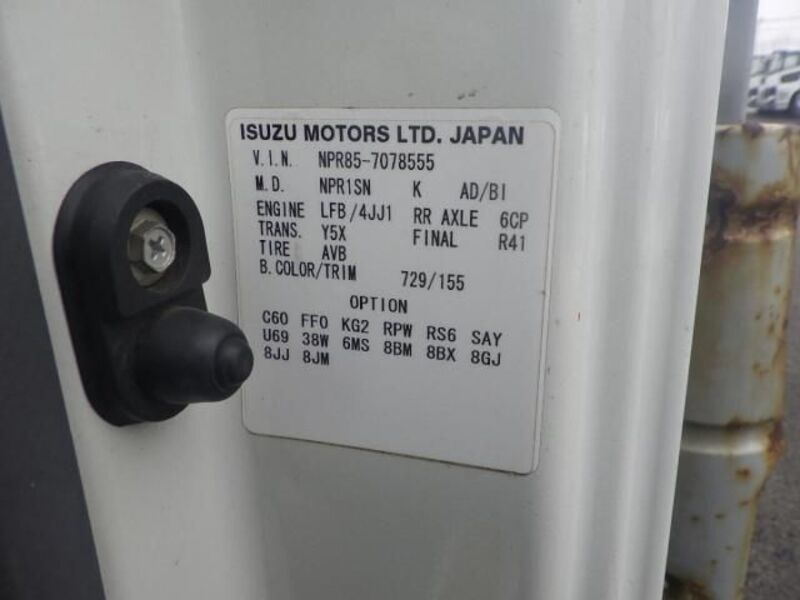 ISUZU MOTORS LTD. JAPAN
V.I.N. NPR85-7078555
M.D. NPR1SN K AD/BI
ENGINE LFB/4JJ1 RR AXLE 6CP
TRANS. Y5X FINAL R41
TIRE AVB
B.COLOR/TRIM 729/155
OPTION
C60 FF0 KG2 RPW RS6 SAY
U69 38W 6MS 8BM 8BX 8GJ
8JJ 8JM